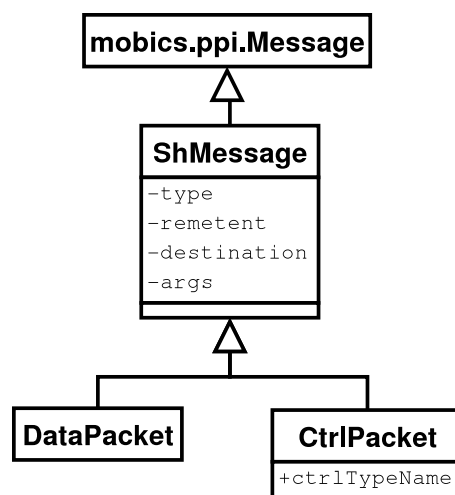 mobics.ppi.Message
ShMessage
-type
-remetent
-destination
-args
DataPacket
CtrlPacket
+ctrlTypeName